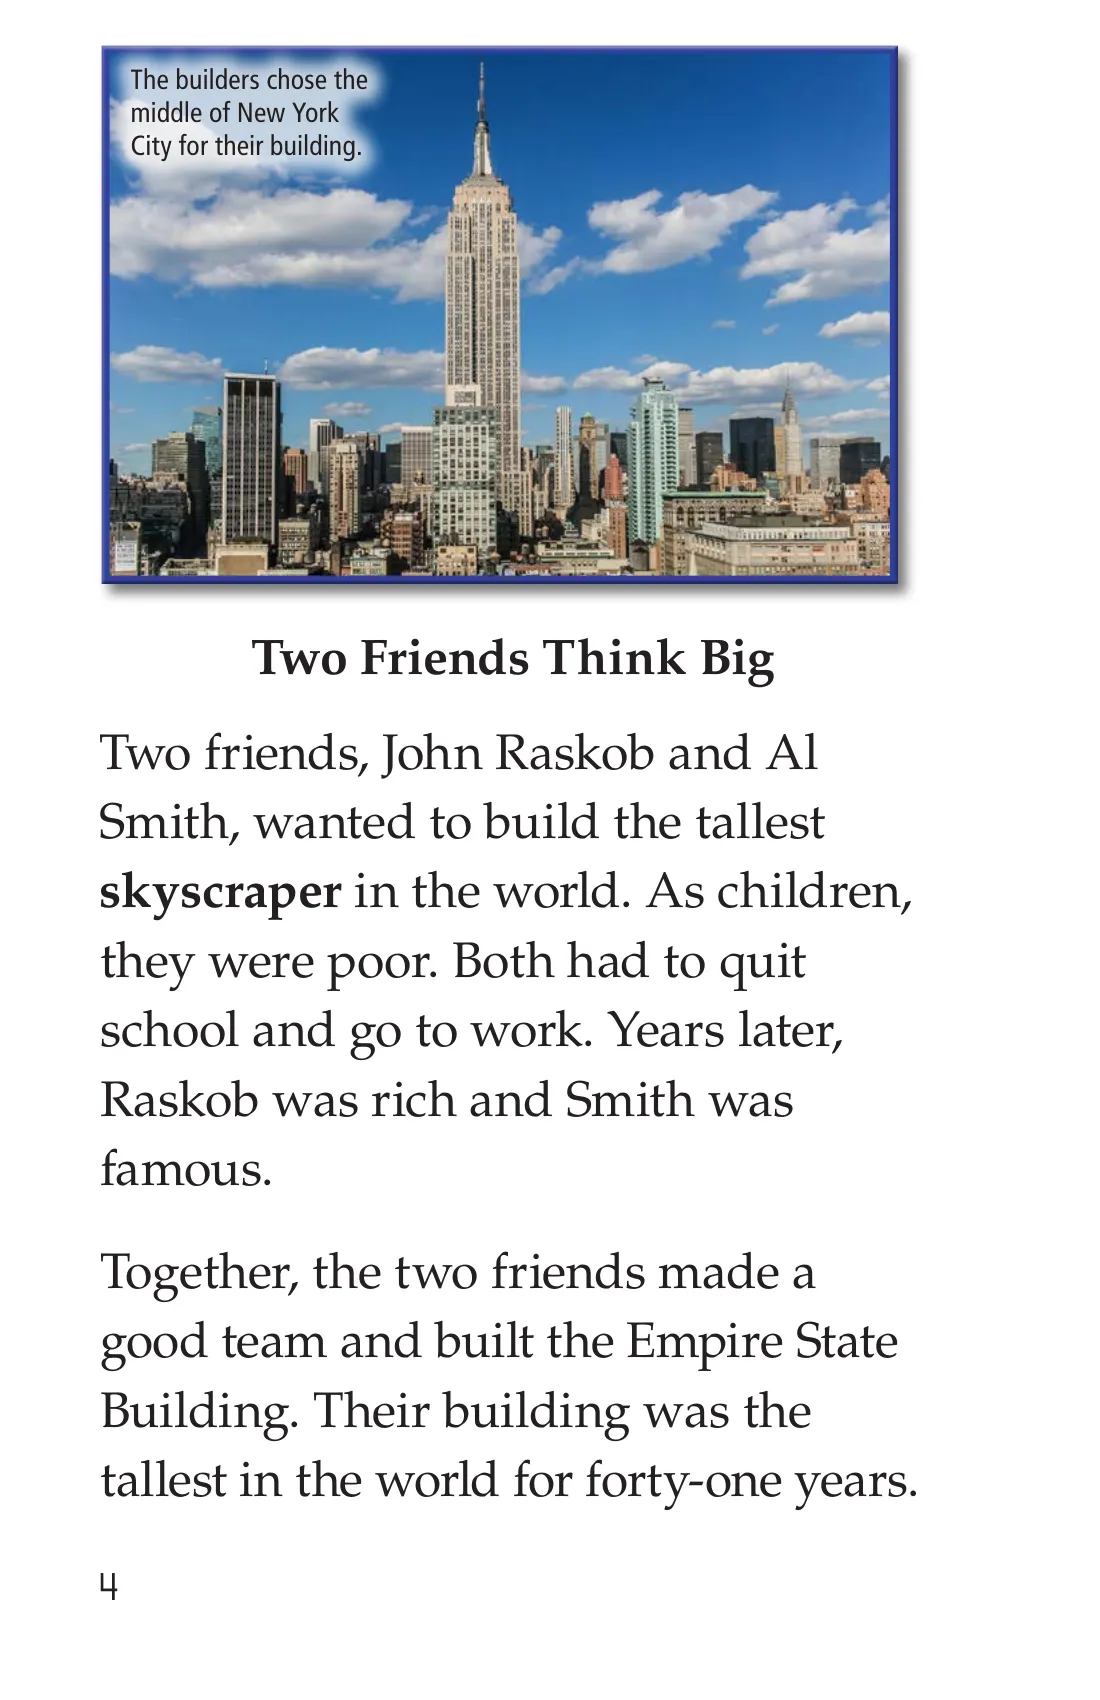 The builders chose the
middle of New York
City for their building.
Two Friends Think Big
Two friends, John Raskob and Al
Smith, wanted to build the tallest
skyscraper in the world. As children,
they were poor. Both had to quit
school and go to work. Years later,
Raskob was rich and Smith was
famous.
Together, the two friends made a
good team and built the Empire State
Building. Their building was the
tallest in the world for forty-one years.
4